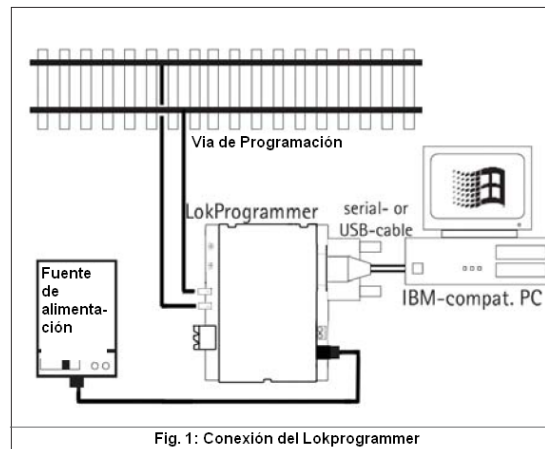 Via de Programación
LokProgrammer
serial- or
USB-cable
IBM-compat. PC
Fuente
de
alimenta-
ción
Fig. 1: Conexión del Lokprogrammer